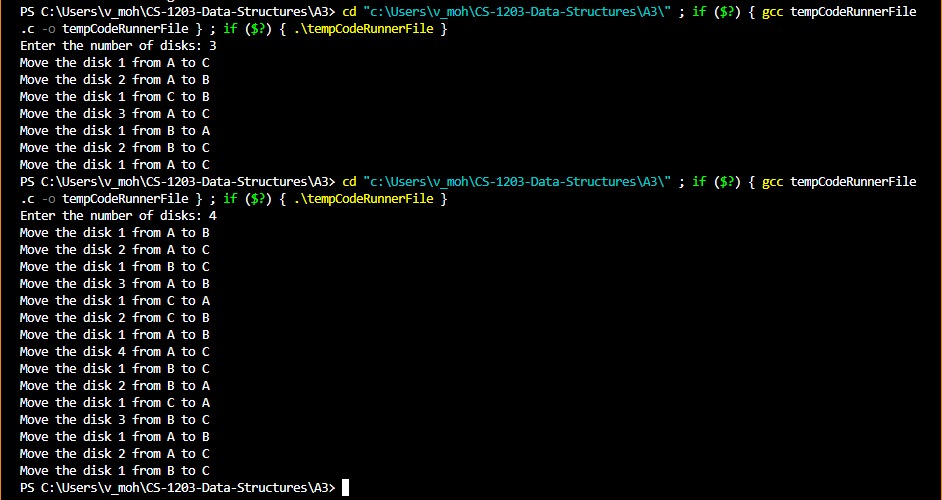 PS C:\Users\v_moh\CS-1203-Data-Structures\A3> cd "c:\Users\v_moh\CS-1203-Data-Structures\A3\" ; if ($?) { gcc tempCodeRunnerFile
.c -o tempCodeRunnerFile } ; if ($?) { .\tempCodeRunnerFile }
Enter the number of disks: 3
Move the disk 1 from A to C
Move the disk 2 from A to B
Move the disk 1 from C to B
Move the disk 3 from A to C
Move the disk 1 from B to A
Move the disk 2 from B to C
Move the disk 1 from A to C
PS C:\Users\v_moh\CS-1203-Data-Structures\A3> cd "c:\Users\v_moh\CS-1203-Data-Structures\A3\" ; if ($?) { gcc tempCodeRunnerFile
.c -o tempCodeRunnerFile } ; if ($?) { .\tempCodeRunnerFile }
Enter the number of disks: 4
Move the disk 1 from A to B
Move the disk 2 from A to C
Move the disk 1 from B to C
Move the disk 3 from A to B
Move the disk 1 from C to A
Move the disk 2 from C to B
Move the disk 1 from A to B
Move the disk 4 from A to C
Move the disk 1 from B to C
Move the disk 2 from B to A
Move the disk 1 from C to A
Move the disk 3 from B to C
Move the disk 1 from A to B
Move the disk 2 from A to C
Move the disk 1 from B to C
PS C:\Users\v_moh\CS-1203-Data-Structures\A3>